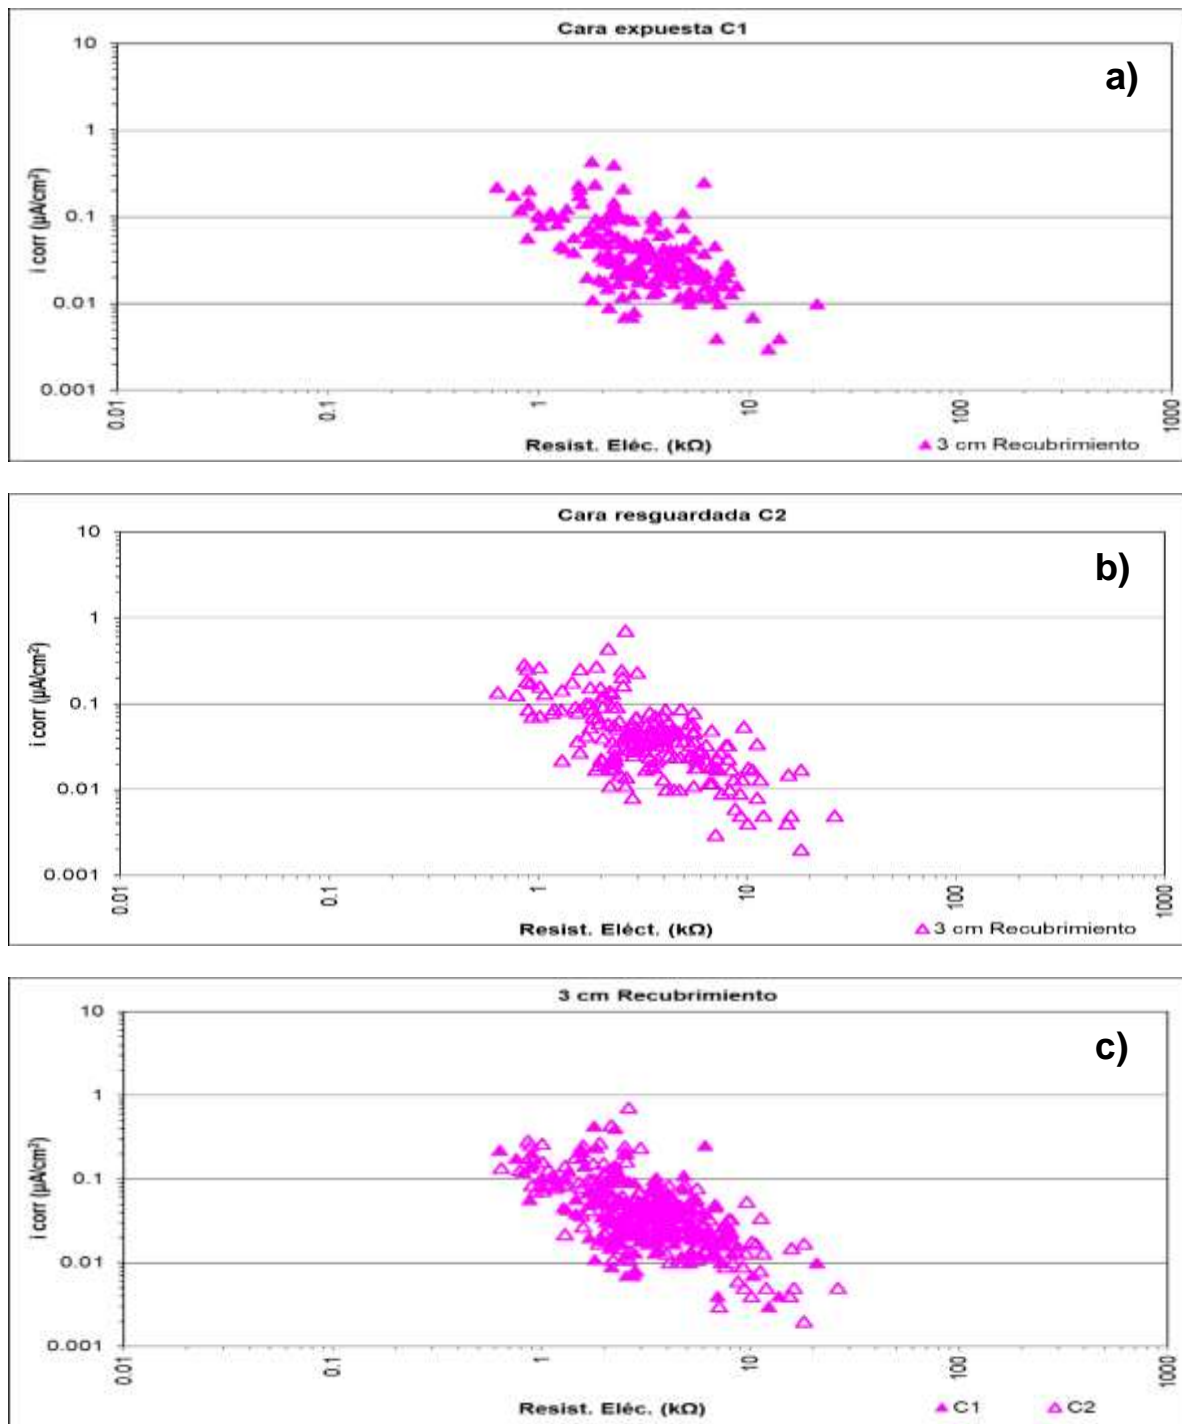 Cara expuesta C1
a)
10
1
0.1
0.01
0.001
i corr (µA/cm²)
0.01 0.1 1 10 100 1000
Resist. Eléc. (kΩ)
3 cm Recubrimiento
Cara resguardada C2
b)
10
1
0.1
0.01
0.001
i corr (µA/cm²)
0.01 0.1 1 10 100 1000
Resist. Eléct. (kΩ)
3 cm Recubrimiento
3 cm Recubrimiento
c)
10
1
0.1
0.01
0.001
i corr (µA/cm²)
0.01 0.1 1 10 100 1000
Resist. Eléc. (kΩ)
C1 C2